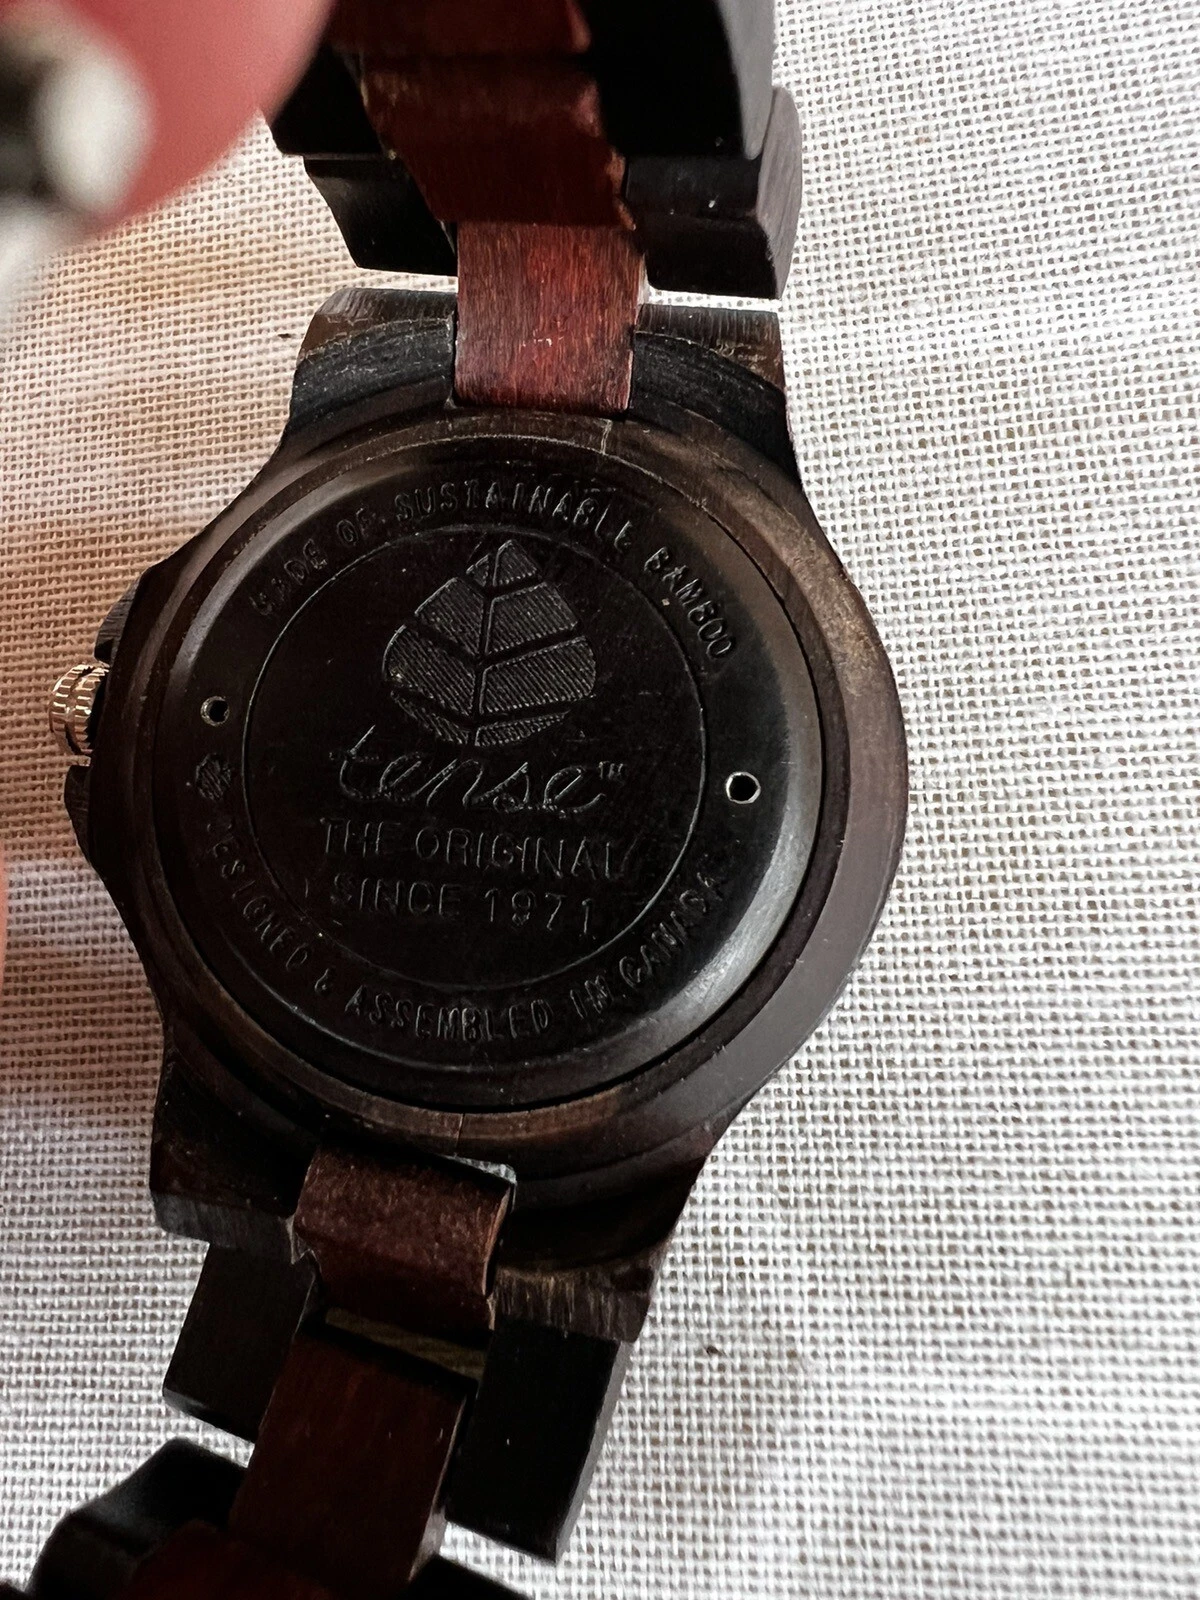 MADE OF SUSTAINABLE BAMBOO
tense™
THE ORIGINAL
SINCE 1971
DESIGNED & ASSEMBLED IN CANADA